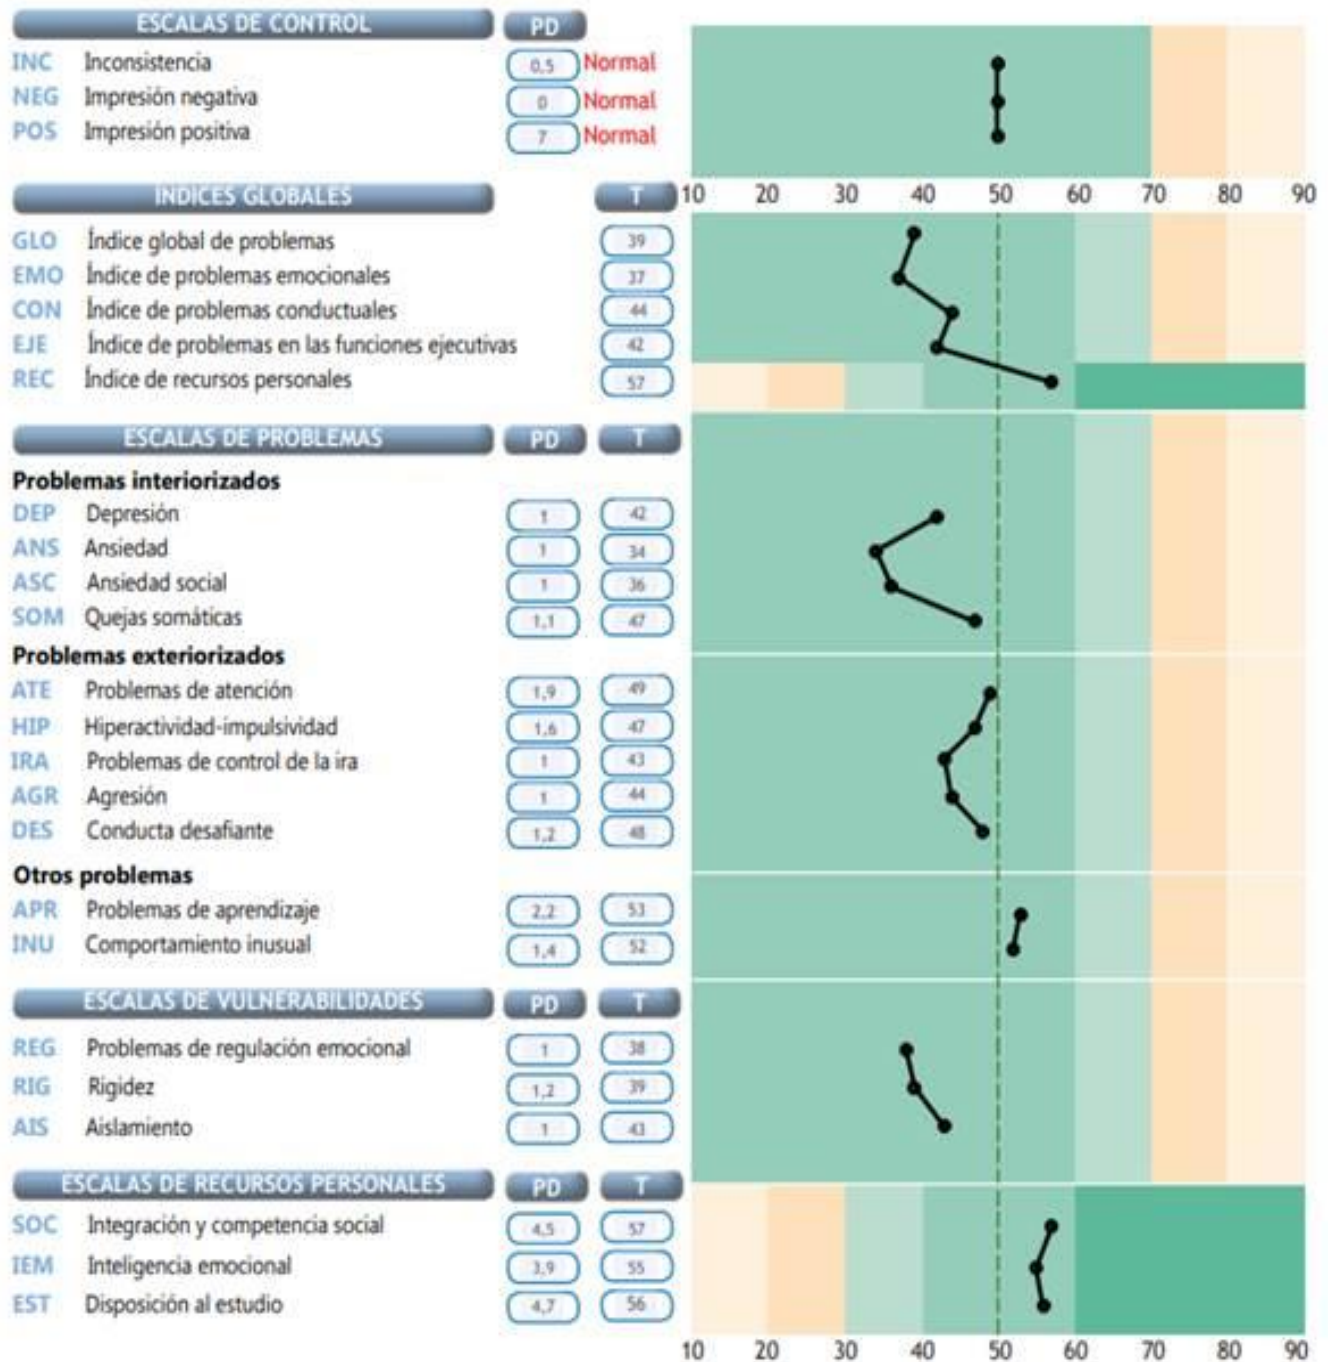 ESCALAS DE CONTROL PD
INC Inconsistencia 0,5 Normal
NEG Impresión negativa 0 Normal
POS Impresión positiva 7 Normal
ÍNDICES GLOBALES T 10 20 30 40 50 60 70 80 90
GLO Índice global de problemas 39
EMO Índice de problemas emocionales 37
CON Índice de problemas conductuales 44
EJE Índice de problemas en las funciones ejecutivas 42
REC Índice de recursos personales 57
ESCALAS DE PROBLEMAS PD T
Problemas interiorizados
DEP Depresión 1 42
ANS Ansiedad 1 34
ASC Ansiedad social 1 36
SOM Quejas somáticas 1,1 47
Problemas exteriorizados
ATE Problemas de atención 1,9 49
HIP Hiperactividad-impulsividad 1,6 47
IRA Problemas de control de la ira 1 43
AGR Agresión 1 44
DES Conducta desafiante 1,2 48
Otros problemas
APR Problemas de aprendizaje 2,2 53
INU Comportamiento inusual 1,4 52
ESCALAS DE VULNERABILIDADES PD T
REG Problemas de regulación emocional 1 38
RIG Rigidez 1,2 39
AIS Aislamiento 1 43
ESCALAS DE RECURSOS PERSONALES PD T
SOC Integración y competencia social 4,5 57
IEM Inteligencia emocional 3,9 55
EST Disposición al estudio 4,7 56
10 20 30 40 50 60 70 80 90